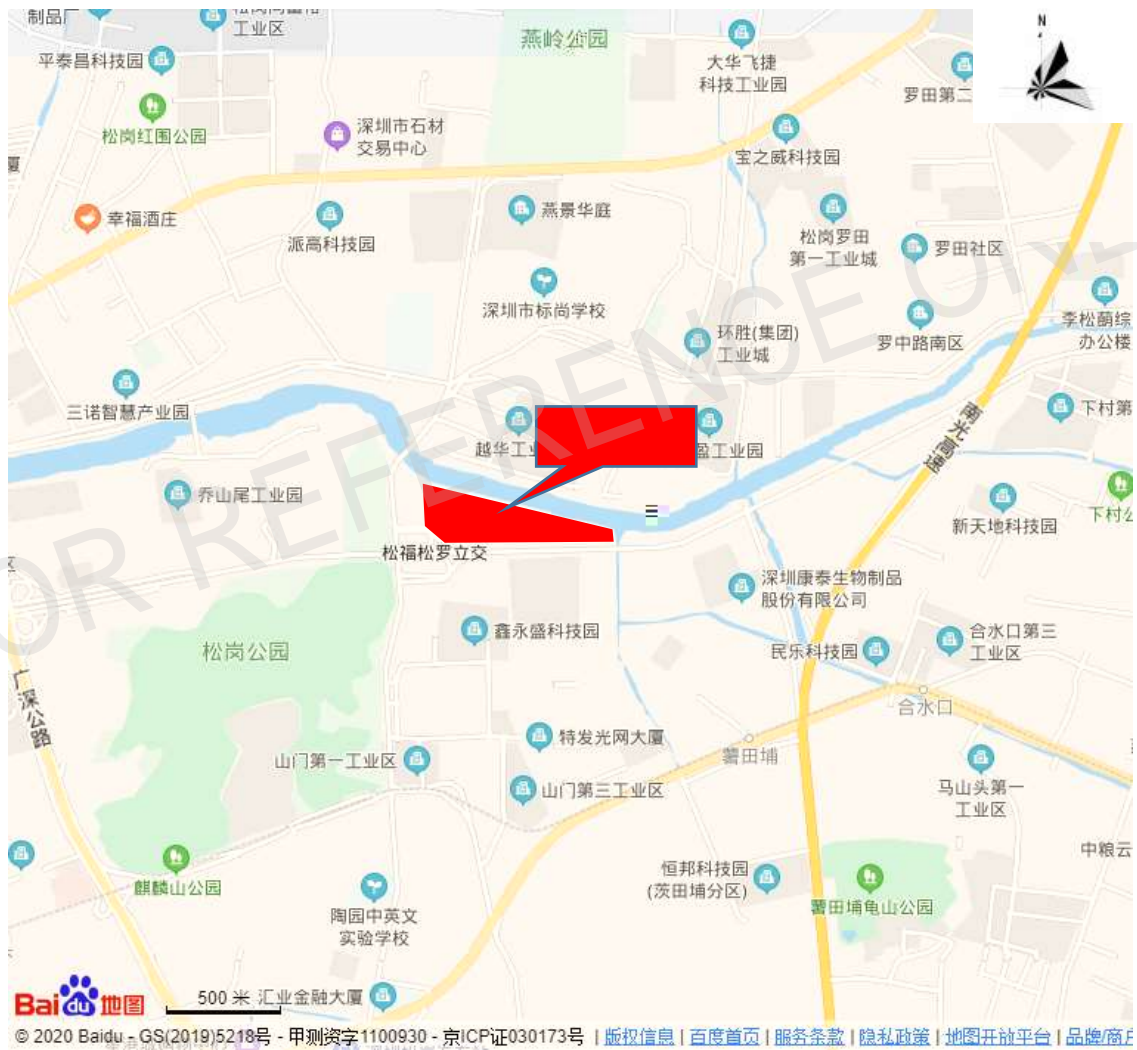 制品厂
工业区
燕岭公园
N
平泰昌科技园
大华飞捷
科技工业园
罗田第二
松岗红围公园
深圳市石材
交易中心
宝之威科技园
厦
幸福酒庄
派高科技园
燕景华庭
松岗罗田
第一工业城
罗田社区
深圳市标尚学校
环胜(集团)
工业城
罗中路南区
李松蓢综
办公楼
三诺智慧产业园
越华工业
盈工业园
南光高速
下村第
乔山尾工业园
新天地科技园
下村公
松福松罗立交
区
深圳康泰生物制品
股份有限公司
鑫永盛科技园
合水口第三
工业区
民乐科技园
松岗公园
广深公路
合水口
特发光网大厦
薯田埔
山门第一工业区
山门第三工业区
马山头第一
工业区
中粮云
恒邦科技园
(茨田埔分区)
麒麟山公园
薯田埔龟山公园
陶园中英文
实验学校
FOR REFERENCE ONL
Bai du 地图
500 米
汇业金融大厦
© 2020 Baidu - GS(2019)5218号 - 甲测资字1100930 - 京ICP证030173号 | 版权信息 | 百度首页 | 服务条款 | 隐私政策 | 地图开放平台 | 品牌/商户